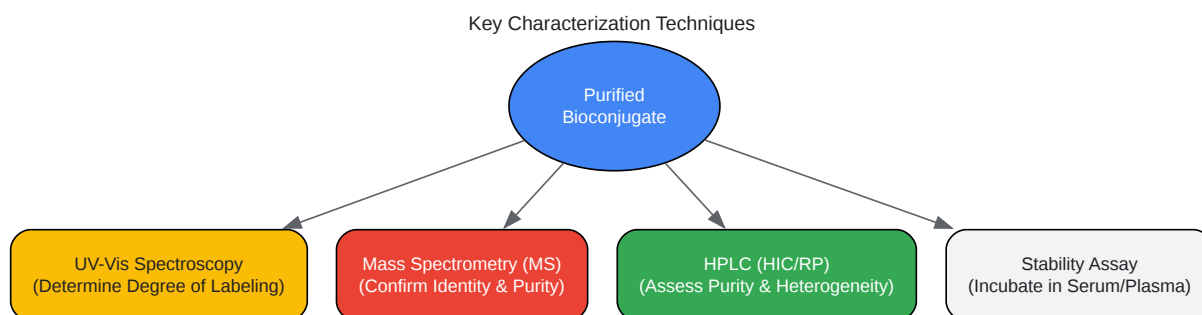 Key Characterization Techniques
Purified
Bioconjugate
UV-Vis Spectroscopy
(Determine Degree of Labeling)
Mass Spectrometry (MS)
(Confirm Identity & Purity)
HPLC (HIC/RP)
(Assess Purity & Heterogeneity)
Stability Assay
(Incubate in Serum/Plasma)